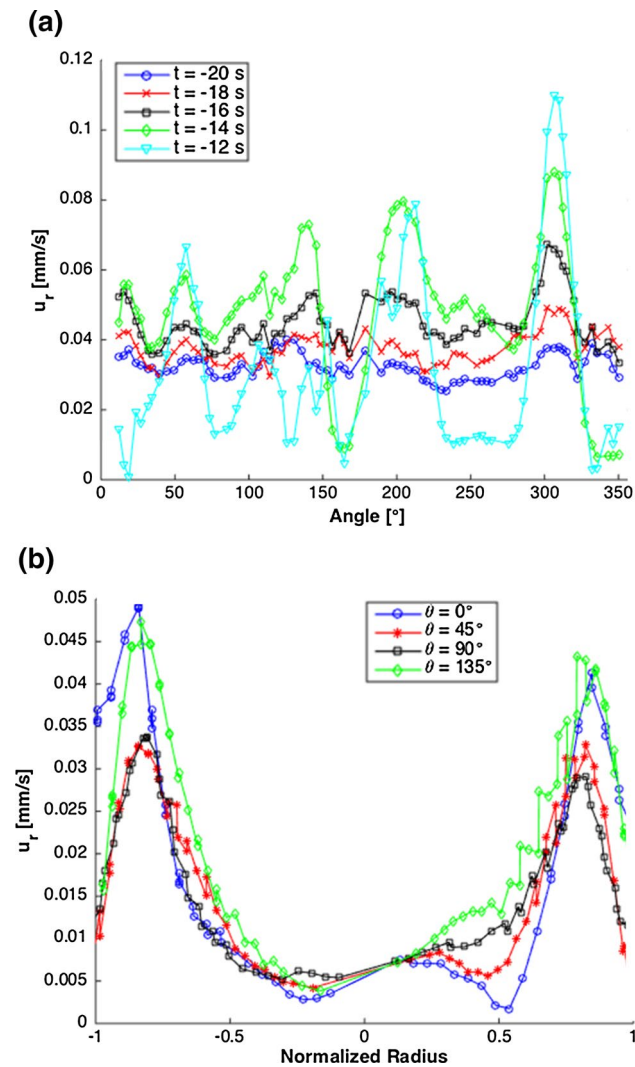 (a)
0.12
0.1
0.08
0.06
0.04
0.02
0
u_r [mm/s]
t = -20 s
t = -18 s
t = -16 s
t = -14 s
t = -12 s
0 50 100 150 200 250 300 350
Angle [°]
(b)
0.05
0.045
0.04
0.035
0.03
0.025
0.02
0.015
0.01
0.005
0
u_r [mm/s]
θ = 0°
θ = 45°
θ = 90°
θ = 135°
-1 -0.5 0 0.5 1
Normalized Radius